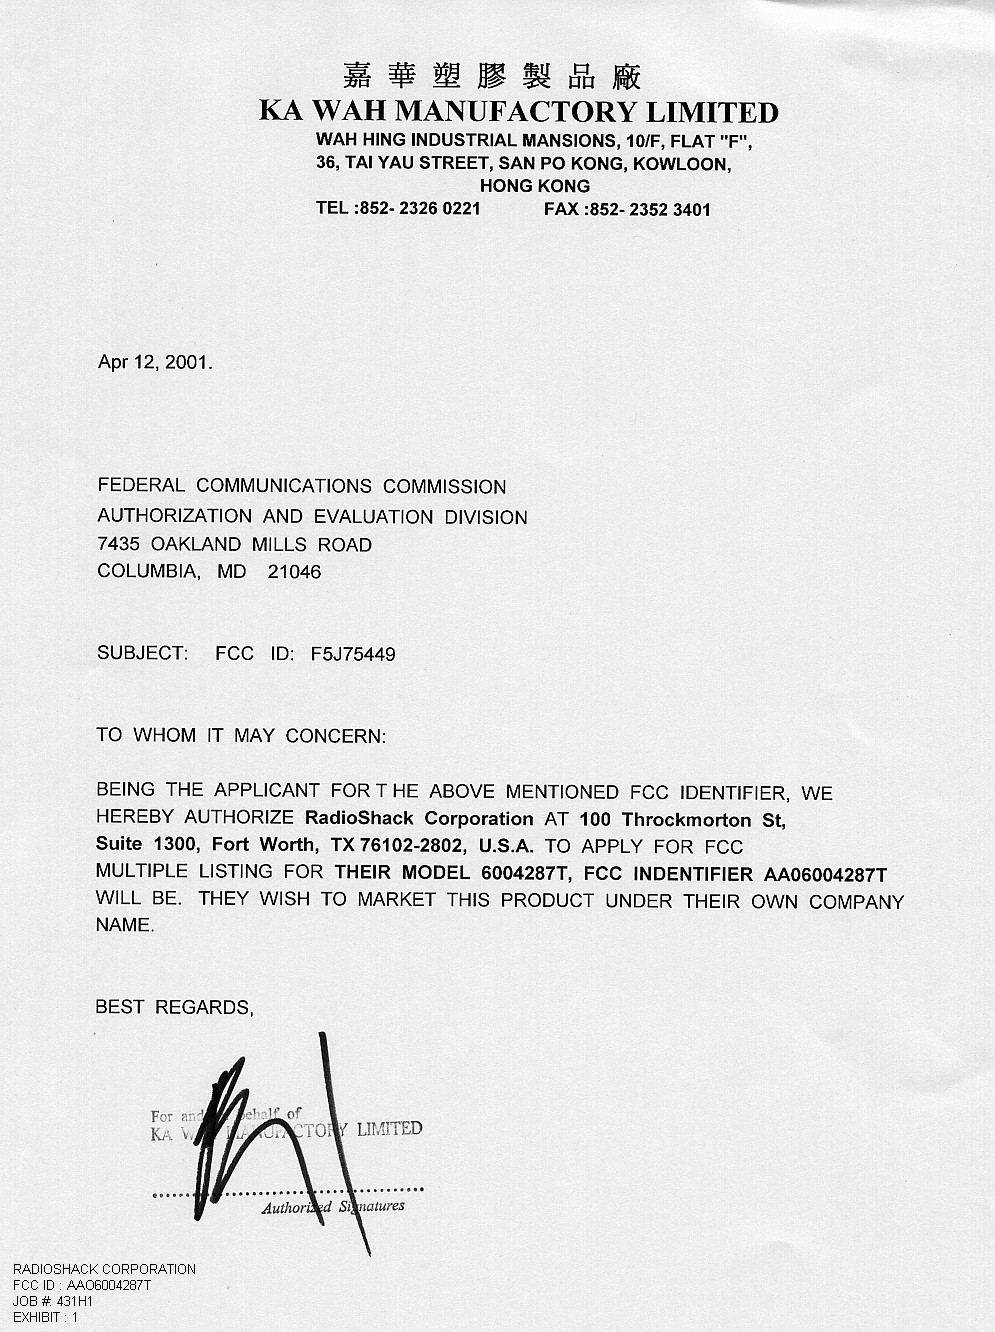 嘉華塑膠製品廠
KA WAH MANUFACTORY LIMITED
WAH HING INDUSTRIAL MANSIONS, 10/F, FLAT "F",
36, TAI YAU STREET, SAN PO KONG, KOWLOON,
HONG KONG
TEL :852- 2326 0221 FAX :852- 2352 3401
Apr 12, 2001.
FEDERAL COMMUNICATIONS COMMISSION
AUTHORIZATION AND EVALUATION DIVISION
7435 OAKLAND MILLS ROAD
COLUMBIA, MD 21046
SUBJECT: FCC ID: F5J75449
TO WHOM IT MAY CONCERN:
BEING THE APPLICANT FOR T HE ABOVE MENTIONED FCC IDENTIFIER, WE
HEREBY AUTHORIZE RadioShack Corporation AT 100 Throckmorton St,
Suite 1300, Fort Worth, TX 76102-2802, U.S.A. TO APPLY FOR FCC
MULTIPLE LISTING FOR THEIR MODEL 6004287T, FCC INDENTIFIER AA06004287T
WILL BE. THEY WISH TO MARKET THIS PRODUCT UNDER THEIR OWN COMPANY
NAME.
BEST REGARDS,
For and behalf of
KA WAH MANUFACTORY LIMITED
Authorized Signatures
RADIOSHACK CORPORATION
FCC ID : AAO6004287T
JOB #: 431H1
EXHIBIT : 1